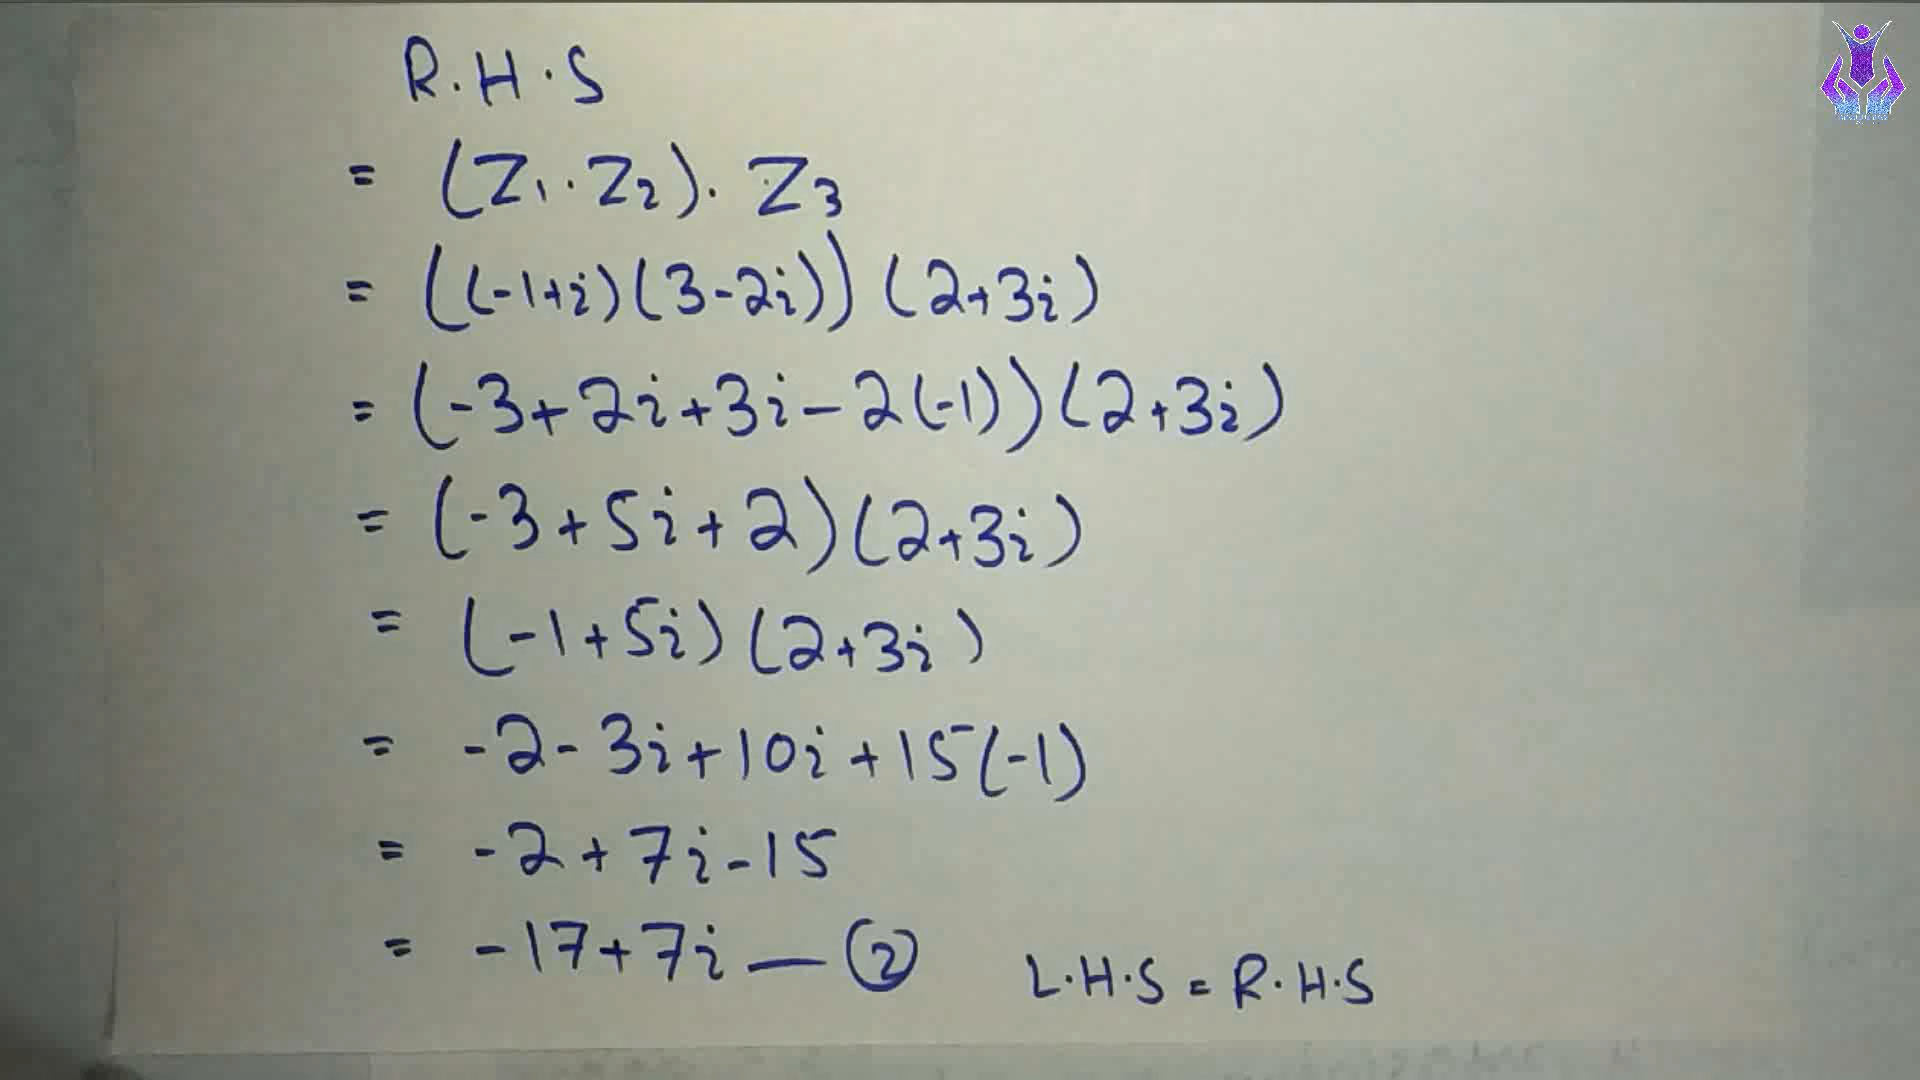 R.H.S
= (Z₁.Z₂).Z₃
= ((-1+i)(3-2i))(2+3i)
= (-3+2i+3i-2(-1))(2+3i)
= (-3+5i+2)(2+3i)
= (-1+5i)(2+3i)
= -2-3i+10i+15(-1)
= -2+7i-15
= -17+7i — ②
L.H.S = R.H.S